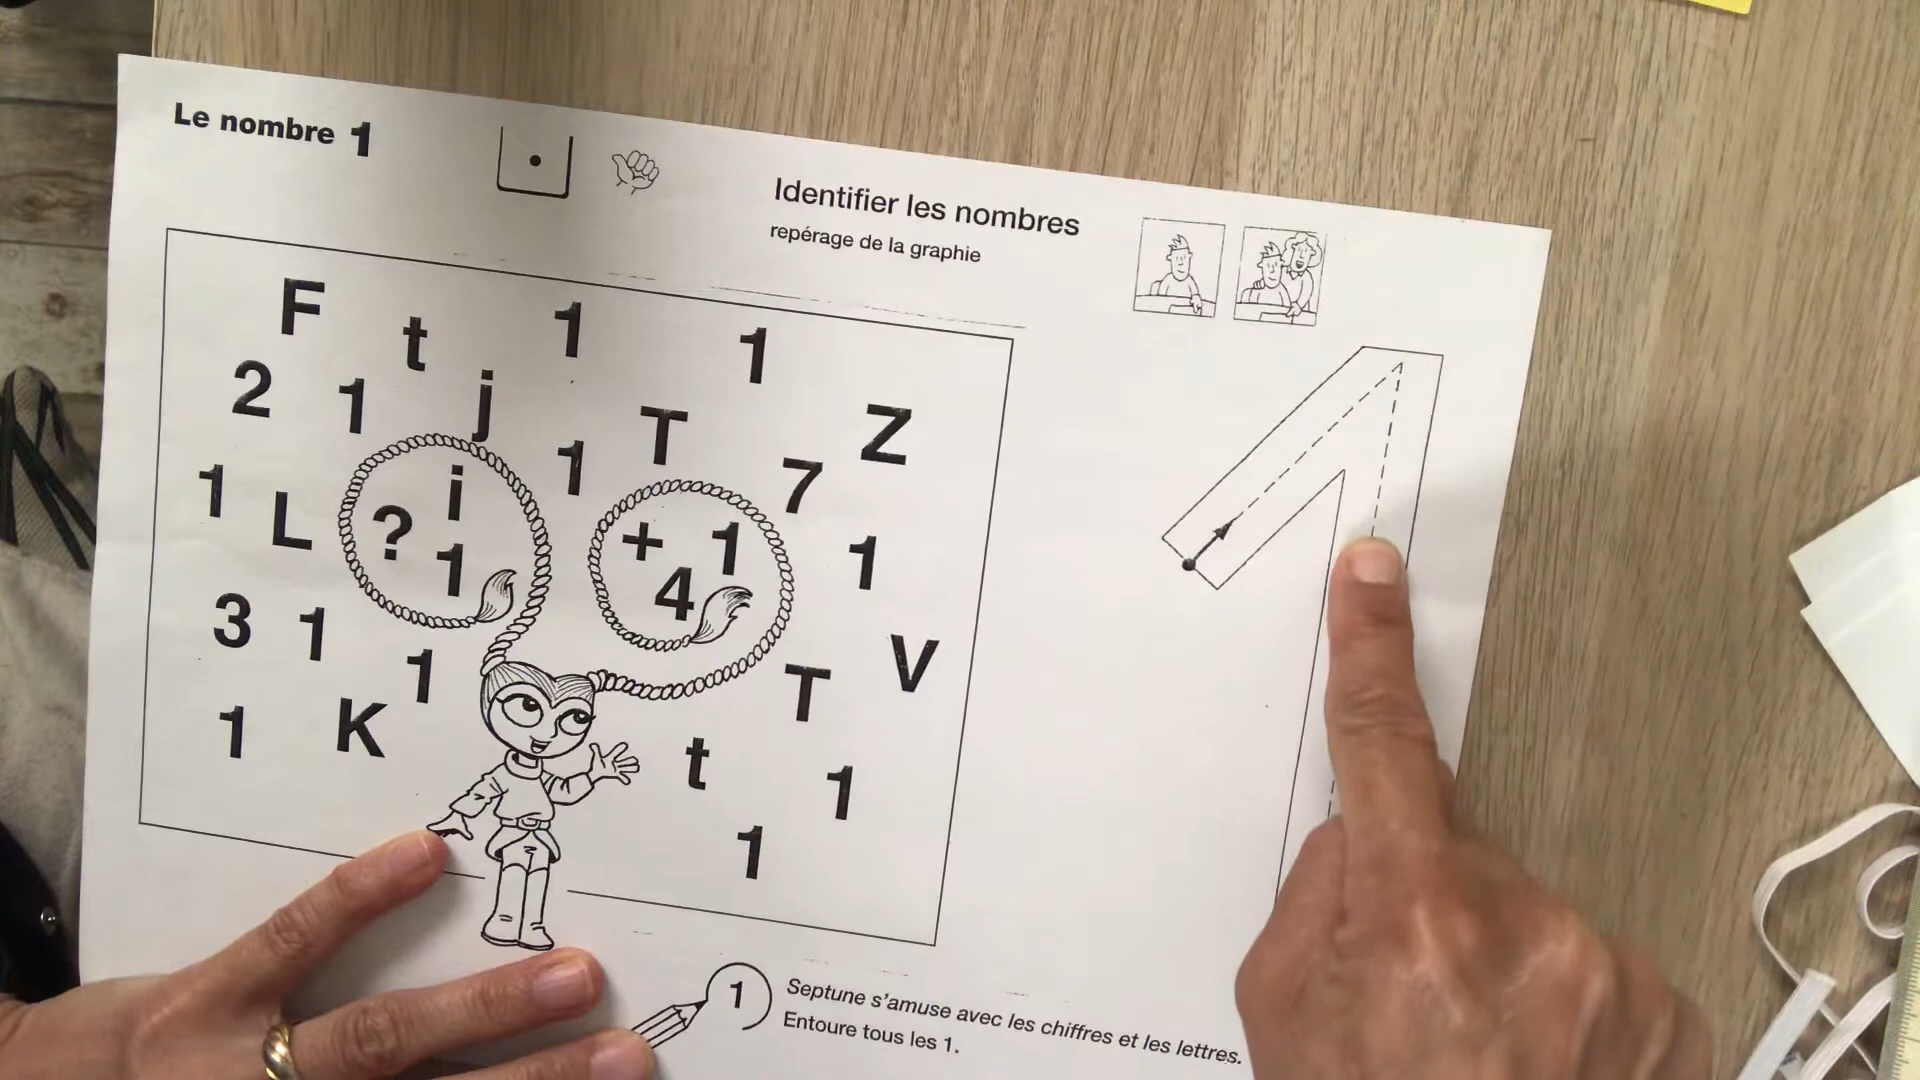 Le nombre 1
Identifier les nombres
repérage de la graphie
F t 1 1
2 1 j T Z
1 L ? i 1 + 1 7
1 4 1
3 1 1 T V
1 K t 1
1
1
Septune s'amuse avec les chiffres et les lettres.
Entoure tous les 1.